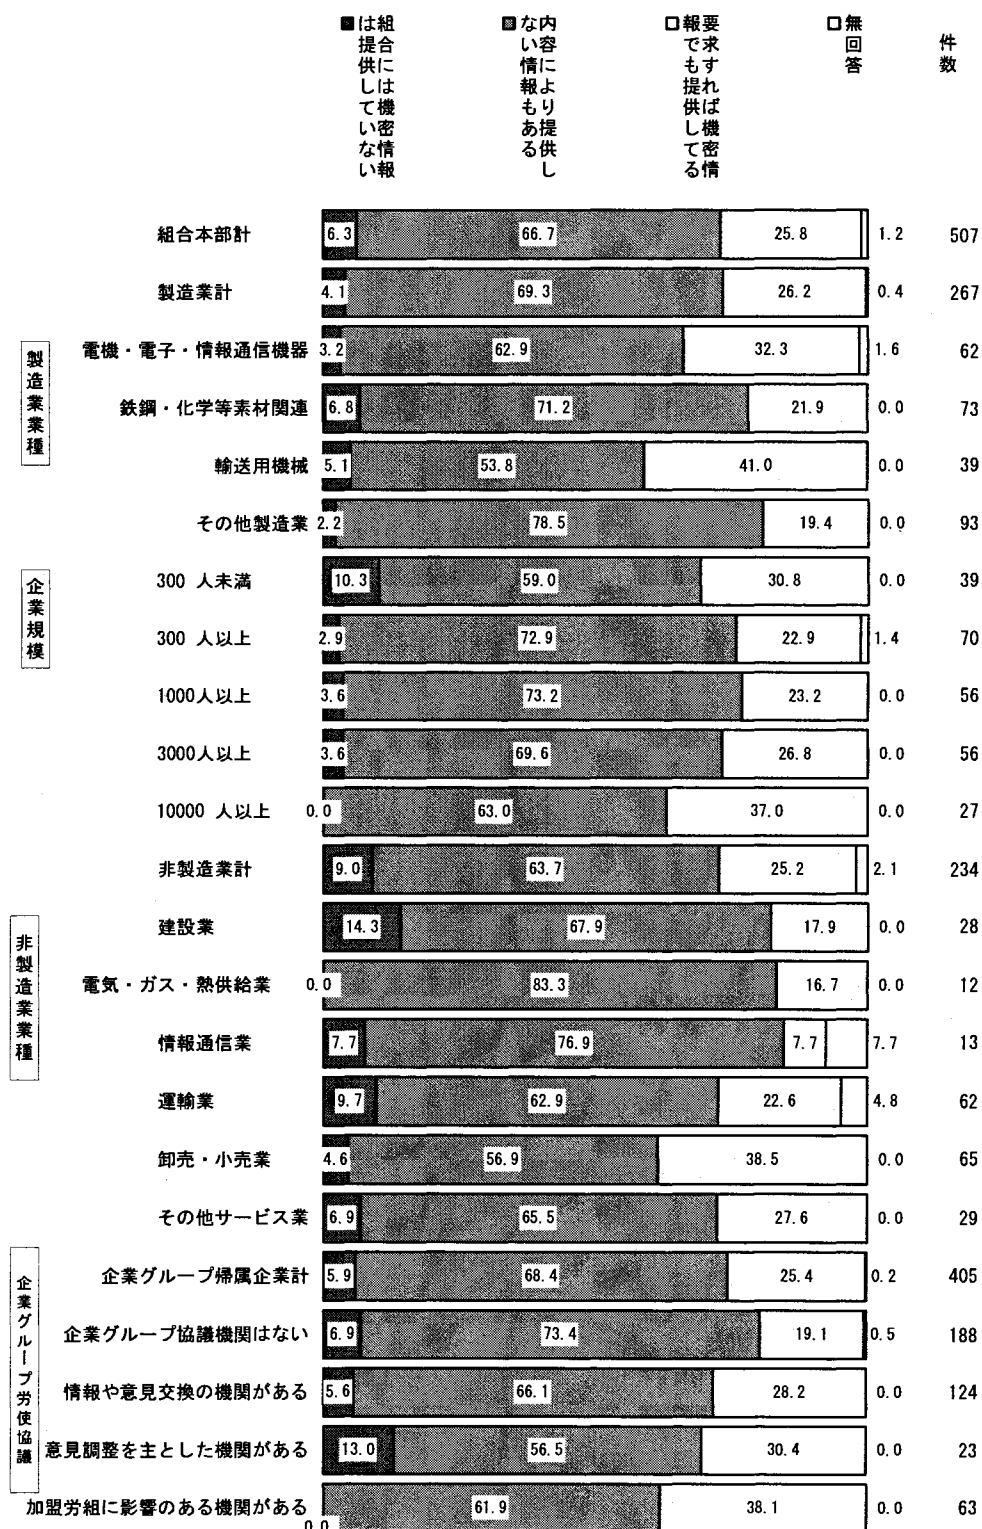 ■組合には機密情報
は提供していない
■内容により提供し
ない情報もある
□要求すれば機密情
報でも提供してる
□無回答
件数
組合本部計 6.3 66.7 25.8 1.2 507
製造業計 4.1 69.3 26.2 0.4 267
製造業業種
電機・電子・情報通信機器 3.2 62.9 32.3 1.6 62
鉄鋼・化学等素材関連 6.8 71.2 21.9 0.0 73
輸送用機械 5.1 53.8 41.0 0.0 39
その他製造業 2.2 78.5 19.4 0.0 93
企業規模
300 人未満 10.3 59.0 30.8 0.0 39
300 人以上 2.9 72.9 22.9 1.4 70
1000人以上 3.6 73.2 23.2 0.0 56
3000人以上 3.6 69.6 26.8 0.0 56
10000 人以上 0.0 63.0 37.0 0.0 27
非製造業計 9.0 63.7 25.2 2.1 234
非製造業業種
建設業 14.3 67.9 17.9 0.0 28
電気・ガス・熱供給業 0.0 83.3 16.7 0.0 12
情報通信業 7.7 76.9 7.7 7.7 13
運輸業 9.7 62.9 22.6 4.8 62
卸売・小売業 4.6 56.9 38.5 0.0 65
その他サービス業 6.9 65.5 27.6 0.0 29
企業グループ労使協議
企業グループ帰属企業計 5.9 68.4 25.4 0.2 405
企業グループ協議機関はない 6.9 73.4 19.1 0.5 188
情報や意見交換の機関がある 5.6 66.1 28.2 0.0 124
意見調整を主とした機関がある 13.0 56.5 30.4 0.0 23
加盟労組に影響のある機関がある 0.0 61.9 38.1 0.0 63